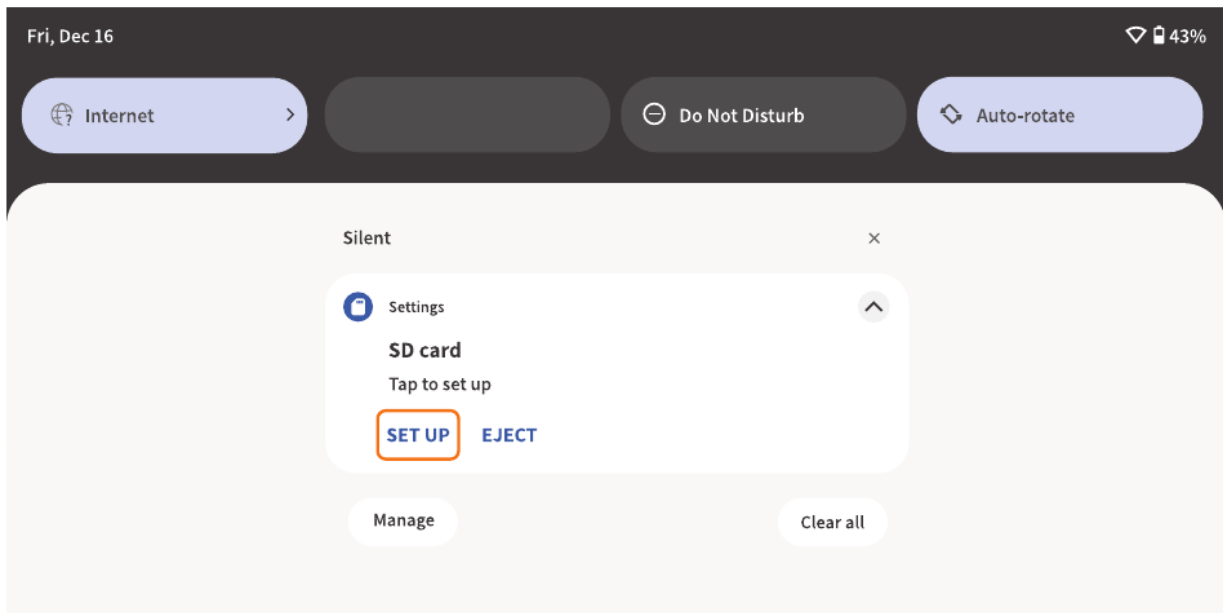 Fri, Dec 16 43%
Internet Do Not Disturb Auto-rotate
Silent
Settings
SD card
Tap to set up
SET UP EJECT
Manage Clear all